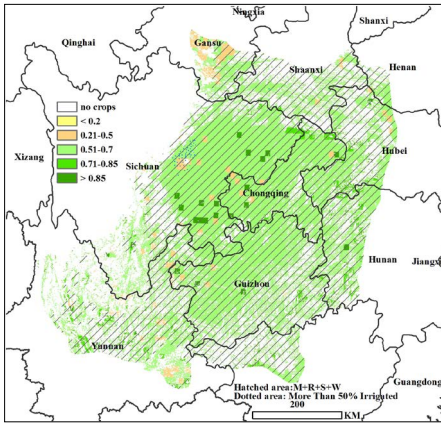 Ningxia
Shanxi
Qinghai
Gansu
Shaanxi
Henan
no crops
< 0.2
0.21-0.5
0.51-0.7
0.71-0.85
> 0.85
Hubei
Xizang
Sichuan
Chongqing
Hunan
Jiangx
Guizhou
Yunnan
Guangdong
Hatched area:M+R+S+W
Dotted area: More Than 50% Irrigated
200
KM